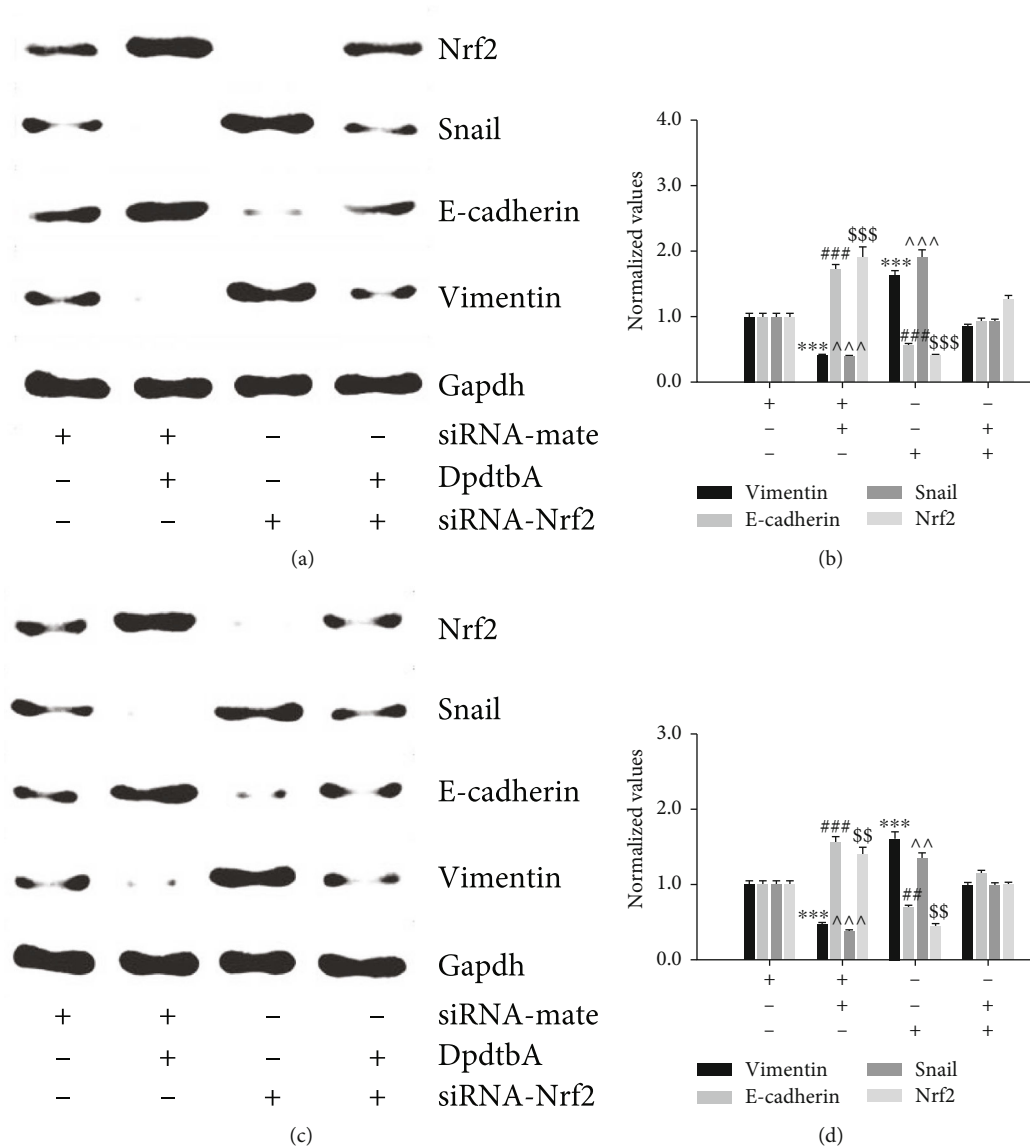 Nrf2
Snail
E-cadherin
Vimentin
Gapdh
+ + − − siRNA-mate
− + − + DpdtbA
− − + + siRNA-Nrf2
(a)
Normalized values
4.0
3.0
2.0
1.0
0.0
*** ### ^^^ $$$
*** ### ^^^ $$$
+ + − −
− + − +
− − + +
Vimentin Snail
E-cadherin Nrf2
(b)
Nrf2
Snail
E-cadherin
Vimentin
Gapdh
+ + − − siRNA-mate
− + − + DpdtbA
− − + + siRNA-Nrf2
(c)
Normalized values
3.0
2.0
1.0
0.0
*** ### ^^^ $$
*** ## ^^ $$
+ + − −
− + − +
− − + +
Vimentin Snail
E-cadherin Nrf2
(d)